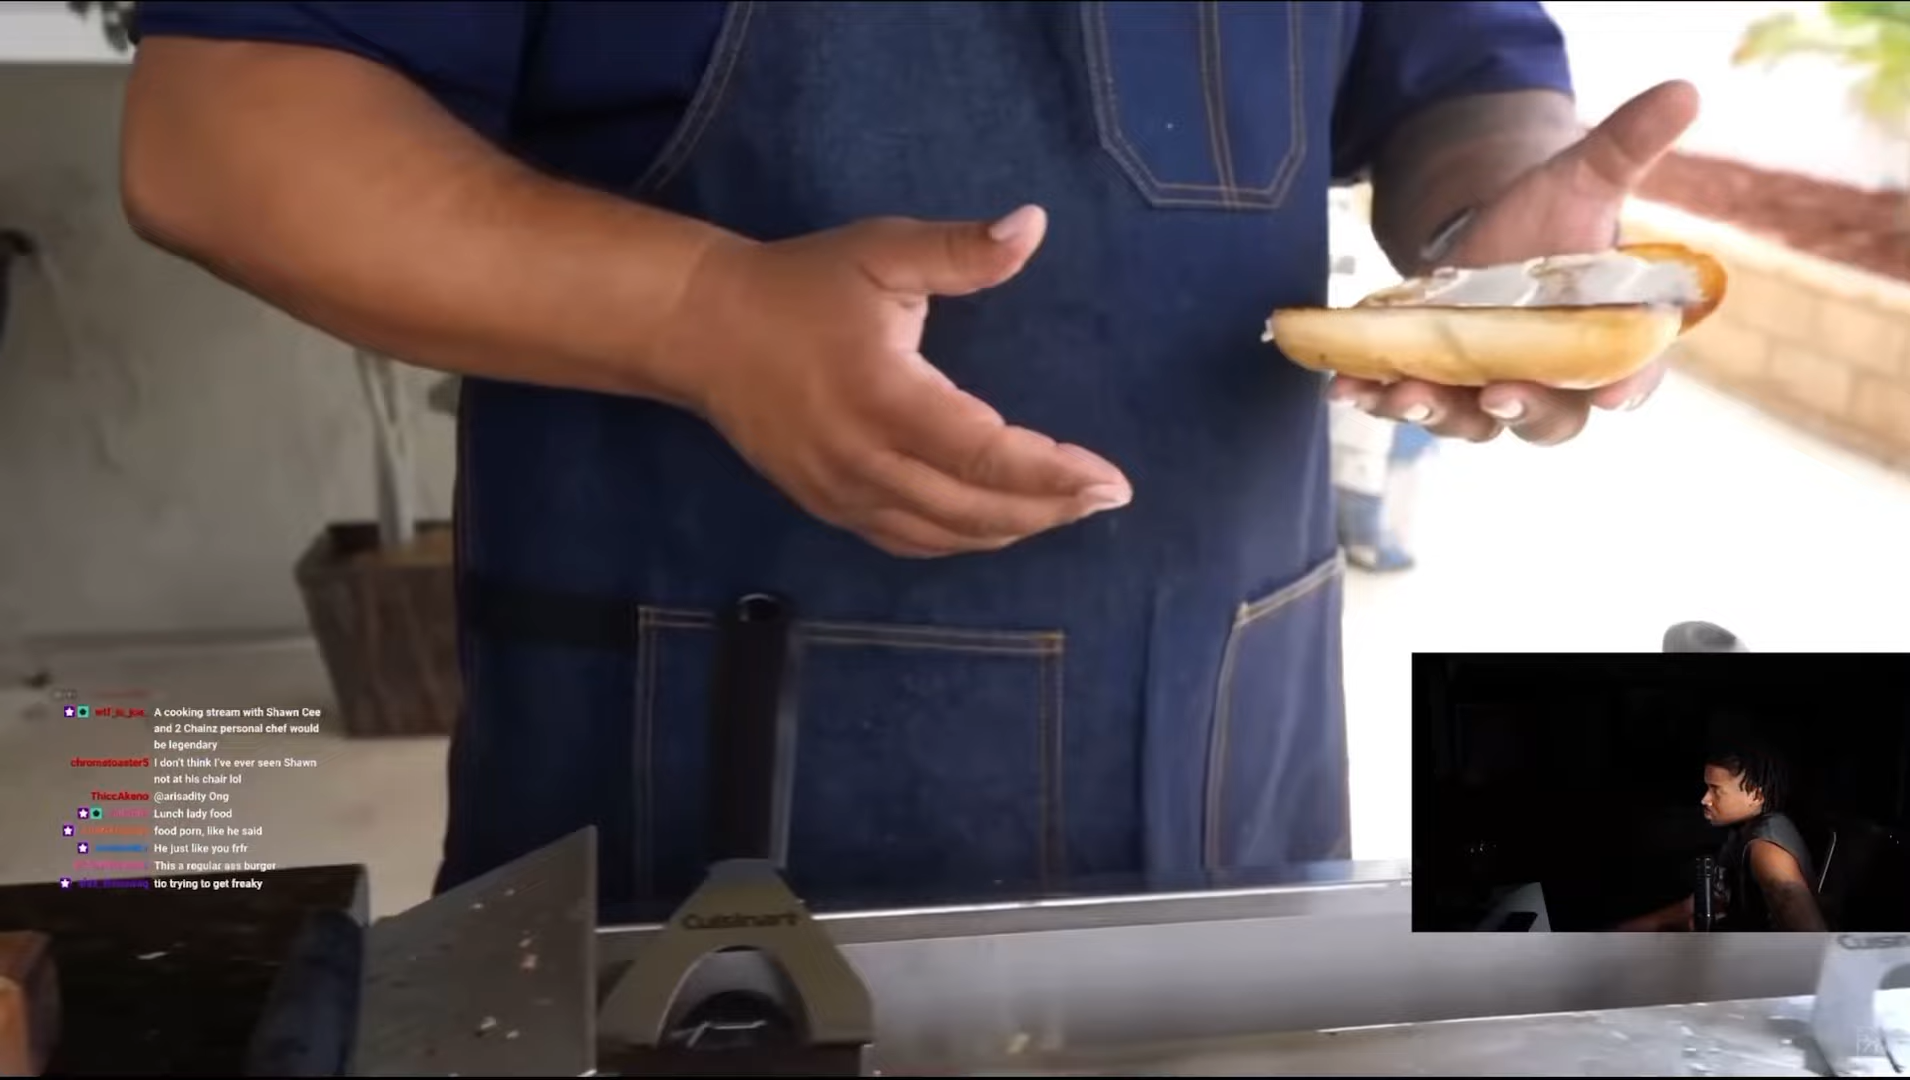 wtf_is_joe_ A cooking stream with Shawn Cee
and 2 Chainz personal chef would
be legendary
chromatoaster5 I don't think I've ever seen Shawn
not at his chair lol
ThiccAkeno @arisadity Ong
Lunch lady food
food porn, like he said
He just like you frfr
This a regular ass burger
tio trying to get freaky
Cuisinart